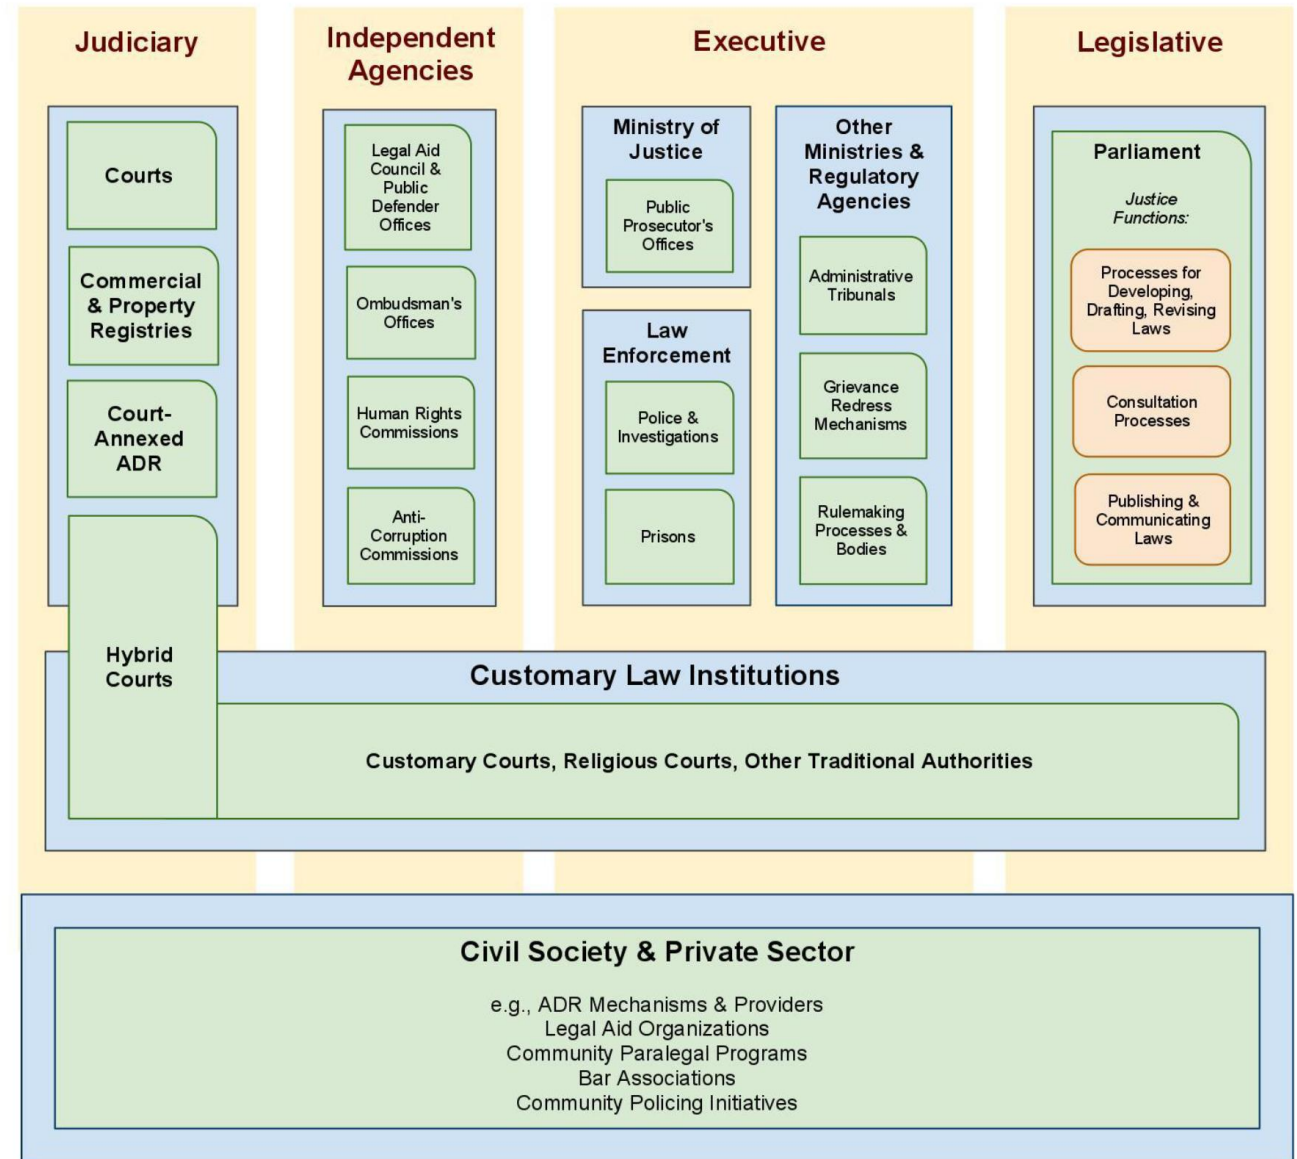 Judiciary
Courts
Commercial
& Property
Registries
Court-
Annexed
ADR
Hybrid
Courts
Independent
Agencies
Legal Aid
Council &
Public
Defender
Offices
Ombudsman's
Offices
Human Rights
Commissions
Anti-
Corruption
Commissions
Executive
Ministry of
Justice
Public
Prosecutor's
Offices
Law
Enforcement
Police &
Investigations
Prisons
Other
Ministries &
Regulatory
Agencies
Administrative
Tribunals
Grievance
Redress
Mechanisms
Rulemaking
Processes &
Bodies
Legislative
Parliament
Justice
Functions:
Processes for
Developing,
Drafting, Revising
Laws
Consultation
Processes
Publishing &
Communicating
Laws
Customary Law Institutions
Customary Courts, Religious Courts, Other Traditional Authorities
Civil Society & Private Sector
e.g., ADR Mechanisms & Providers
Legal Aid Organizations
Community Paralegal Programs
Bar Associations
Community Policing Initiatives